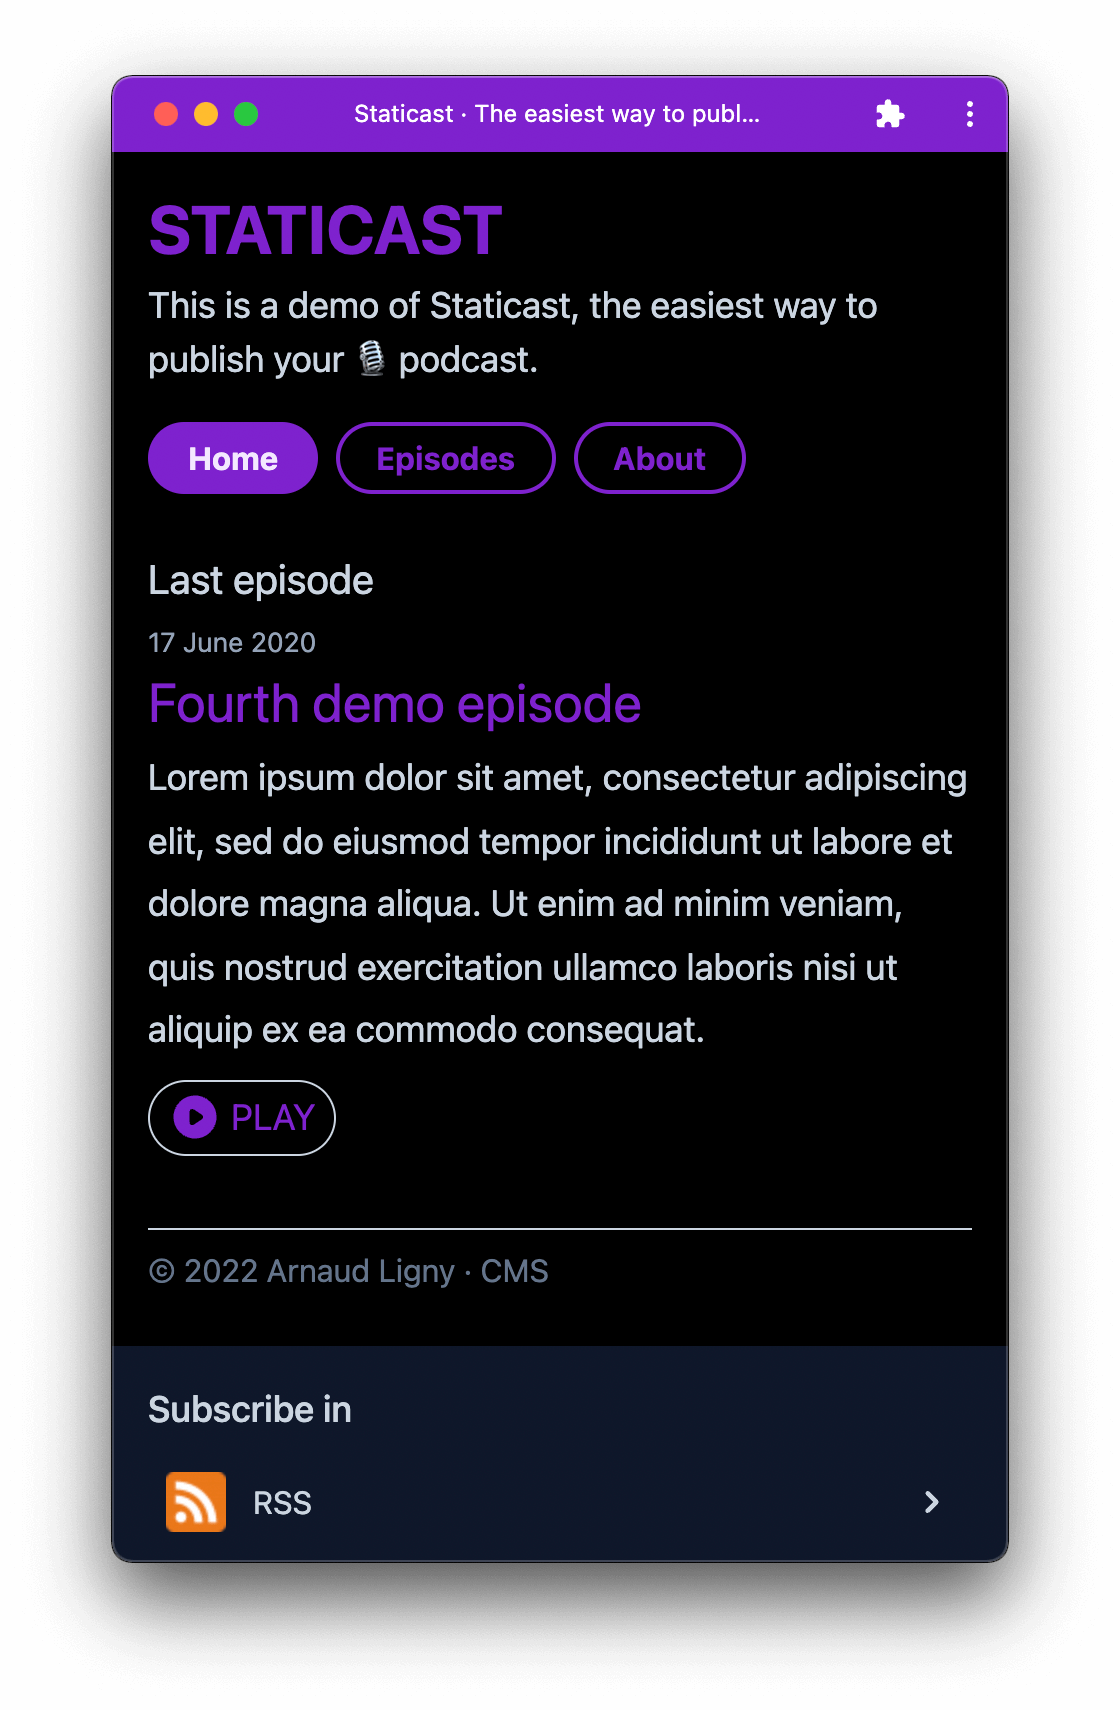 Staticast · The easiest way to publ...
STATICAST
This is a demo of Staticast, the easiest way to
publish your 🎙️ podcast.
Home Episodes About
Last episode
17 June 2020
Fourth demo episode
Lorem ipsum dolor sit amet, consectetur adipiscing
elit, sed do eiusmod tempor incididunt ut labore et
dolore magna aliqua. Ut enim ad minim veniam,
quis nostrud exercitation ullamco laboris nisi ut
aliquip ex ea commodo consequat.
PLAY
© 2022 Arnaud Ligny · CMS
Subscribe in
RSS